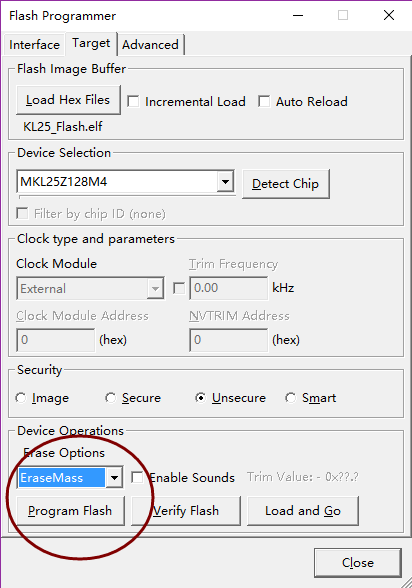 Flash Programmer
Interface Target Advanced
Flash Image Buffer
Load Hex Files Incremental Load Auto Reload
KL25_Flash.elf
Device Selection
MKL25Z128M4 Detect Chip
Filter by chip ID (none)
Clock type and parameters
Clock Module Trim Frequency
External 0.00 kHz
Clock Module Address NVTRIM Address
0 (hex) 0 (hex)
Security
Image Secure Unsecure Smart
Device Operations
Erase Options
EraseMass Enable Sounds Trim Value: - 0x??.?
Program Flash Verify Flash Load and Go
Close